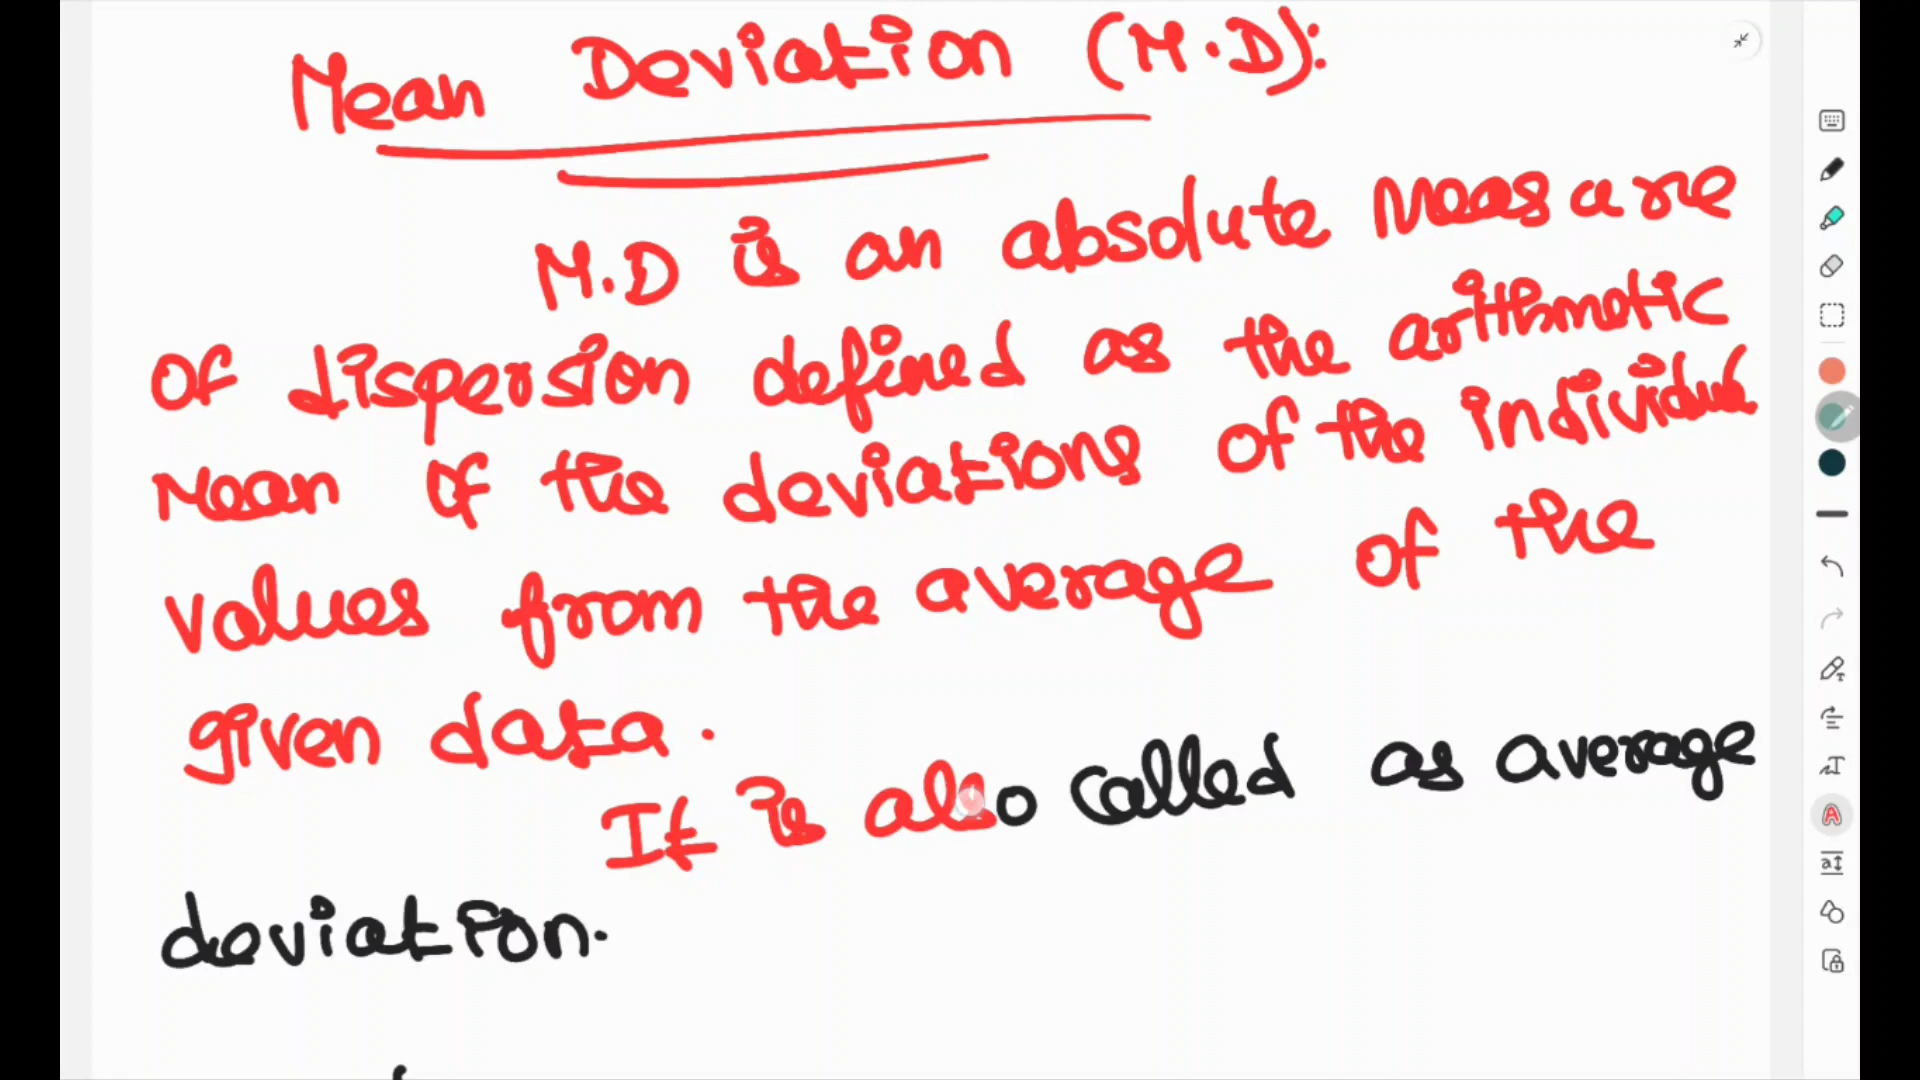 Mean Deviation (M.D):
M.D is an absolute Measure
of dispersion defined as the arithmetic
Mean of the deviations of the individual
values from the average of the
given data.
It is also called as average
deviation.